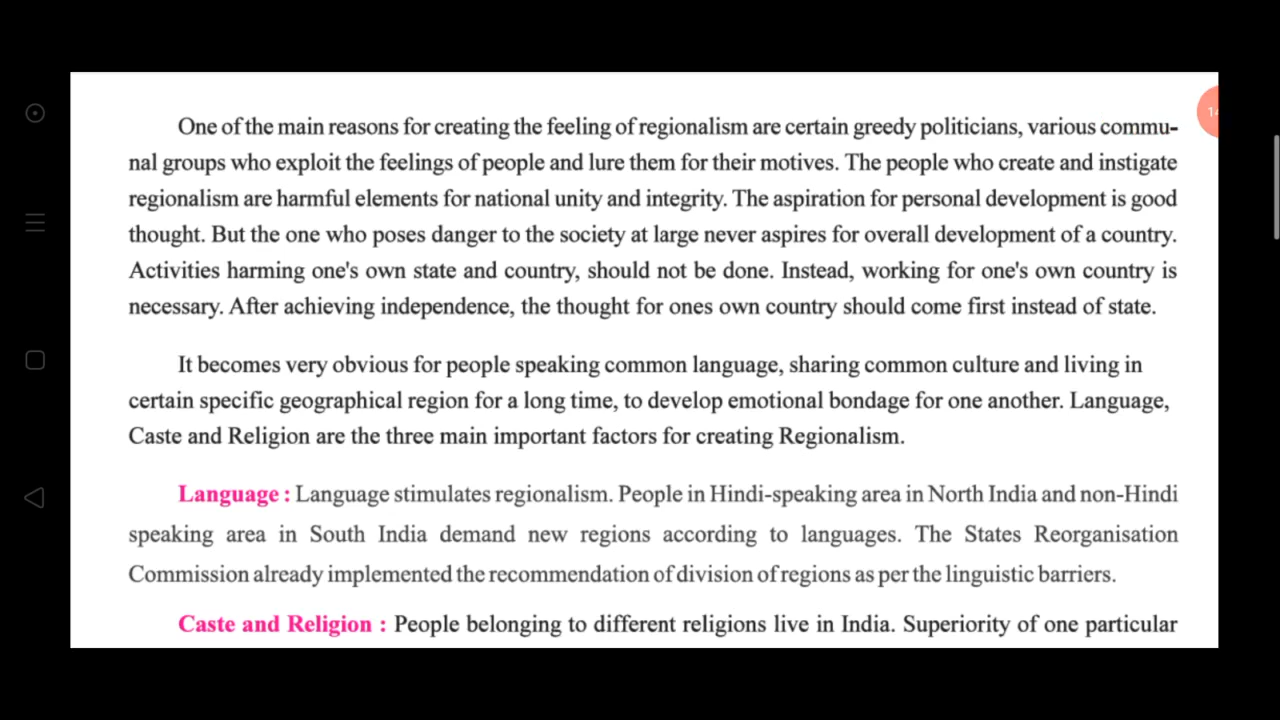 One of the main reasons for creating the feeling of regionalism are certain greedy politicians, various commu-
nal groups who exploit the feelings of people and lure them for their motives. The people who create and instigate
regionalism are harmful elements for national unity and integrity. The aspiration for personal development is good
thought. But the one who poses danger to the society at large never aspires for overall development of a country.
Activities harming one's own state and country, should not be done. Instead, working for one's own country is
necessary. After achieving independence, the thought for ones own country should come first instead of state.
It becomes very obvious for people speaking common language, sharing common culture and living in
certain specific geographical region for a long time, to develop emotional bondage for one another. Language,
Caste and Religion are the three main important factors for creating Regionalism.
Language : Language stimulates regionalism. People in Hindi-speaking area in North India and non-Hindi
speaking area in South India demand new regions according to languages. The States Reorganisation
Commission already implemented the recommendation of division of regions as per the linguistic barriers.
Caste and Religion : People belonging to different religions live in India. Superiority of one particular